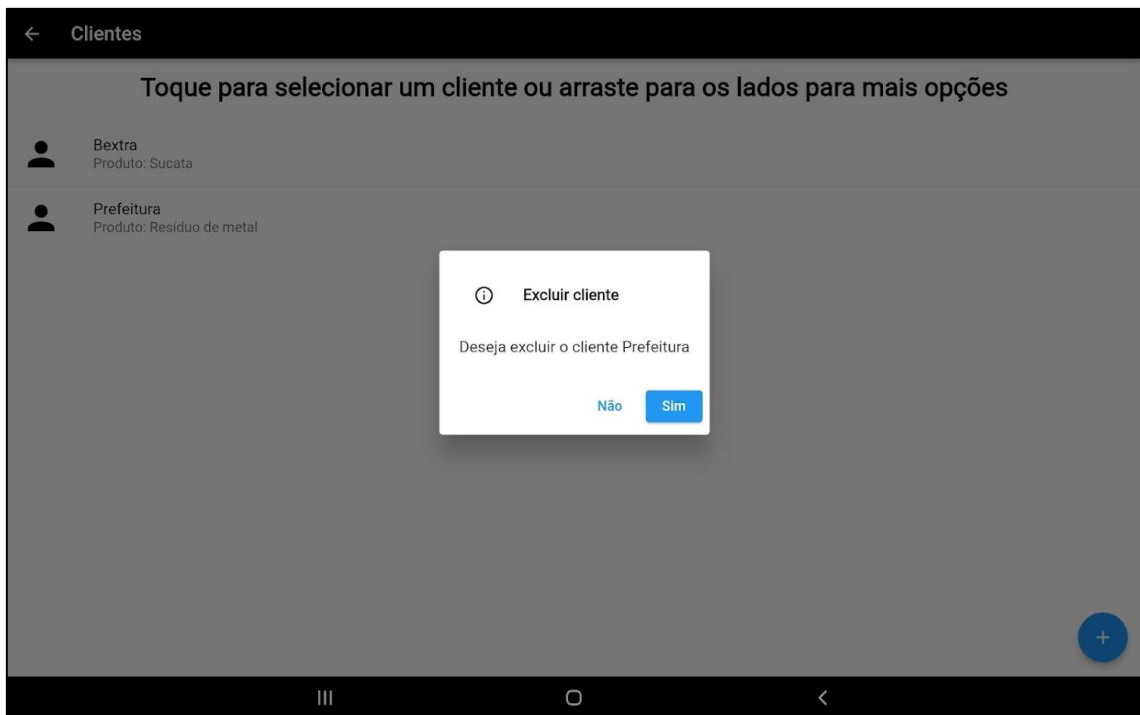 Clientes
Toque para selecionar um cliente ou arraste para os lados para mais opções
Bextra
Produto: Sucata
Prefeitura
Produto: Resíduo de metal
Excluir cliente
Deseja excluir o cliente Prefeitura
Não Sim